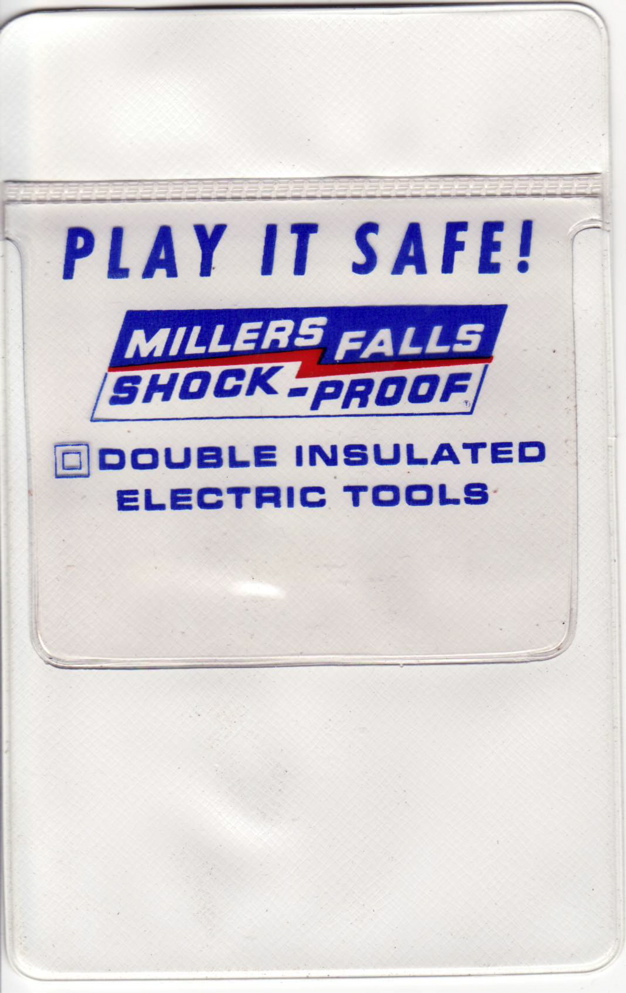 PLAY IT SAFE!
MILLERS FALLS
SHOCK-PROOF
DOUBLE INSULATED
ELECTRIC TOOLS